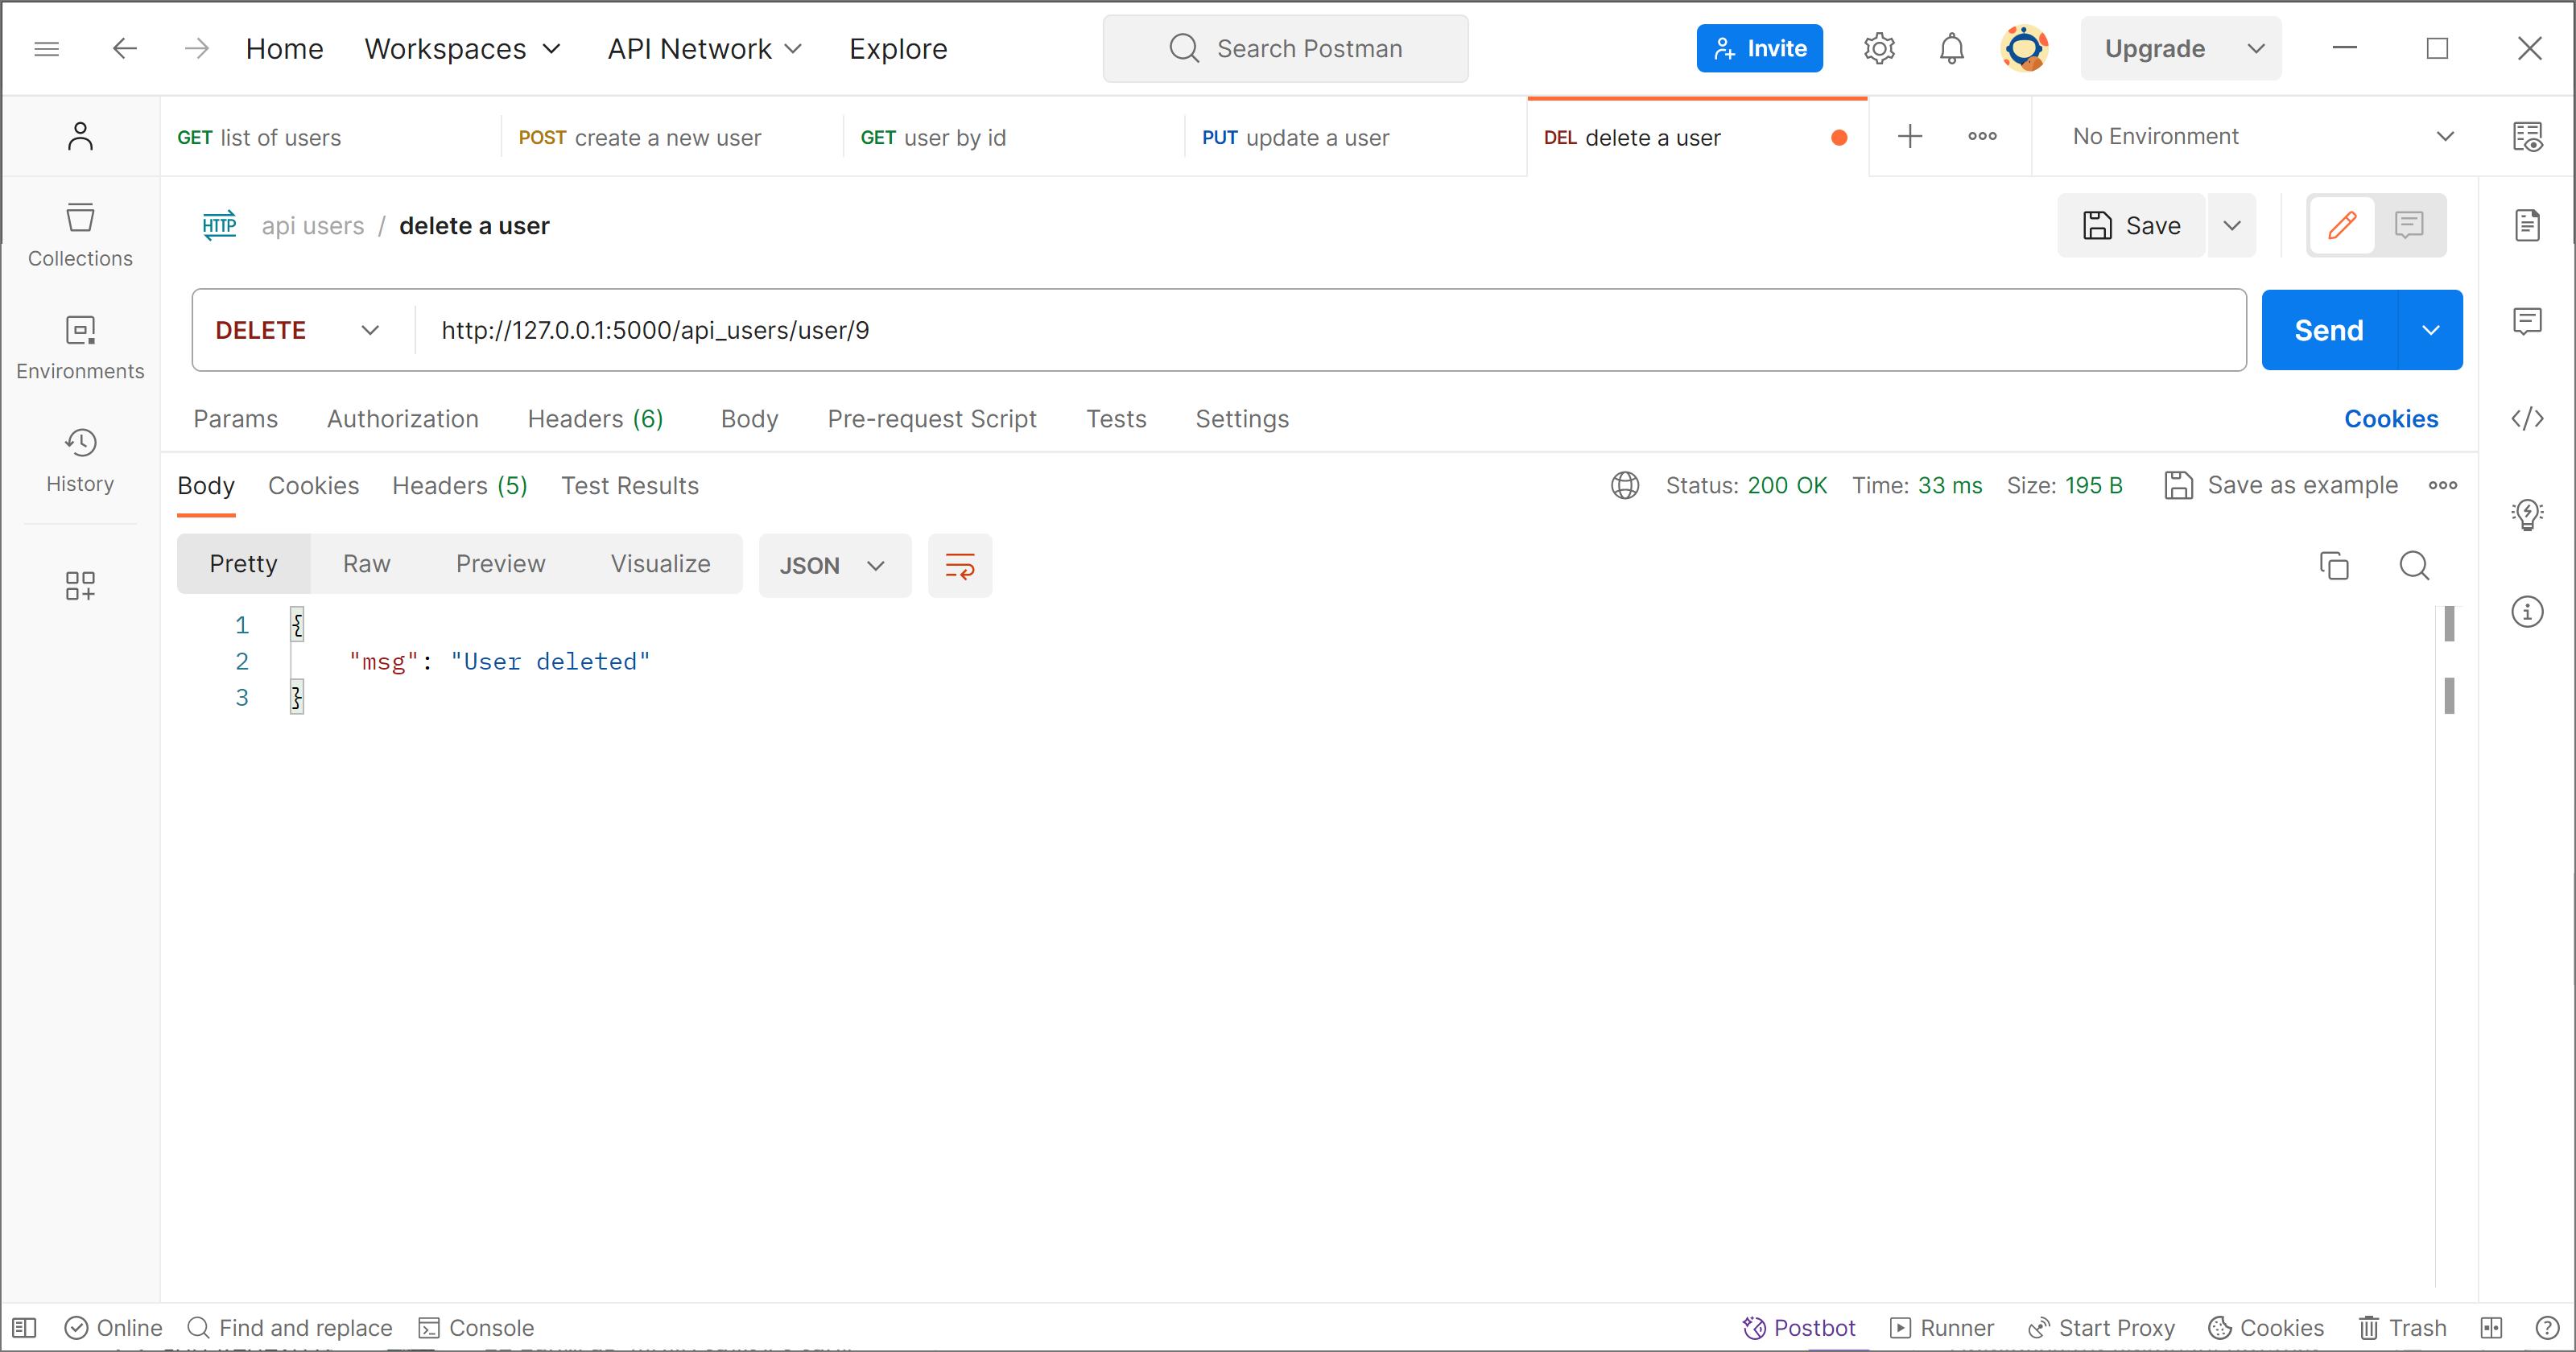 Home Workspaces API Network Explore Search Postman Invite Upgrade
GET list of users POST create a new user GET user by id PUT update a user DEL delete a user No Environment
HTTP api users / delete a user Save
Collections
DELETE http://127.0.0.1:5000/api_users/user/9 Send
Environments
Params Authorization Headers (6) Body Pre-request Script Tests Settings Cookies
History
Body Cookies Headers (5) Test Results Status: 200 OK Time: 33 ms Size: 195 B Save as example
Pretty Raw Preview Visualize JSON
1 {
2 "msg": "User deleted"
3 }
Online Find and replace Console Postbot Runner Start Proxy Cookies Trash